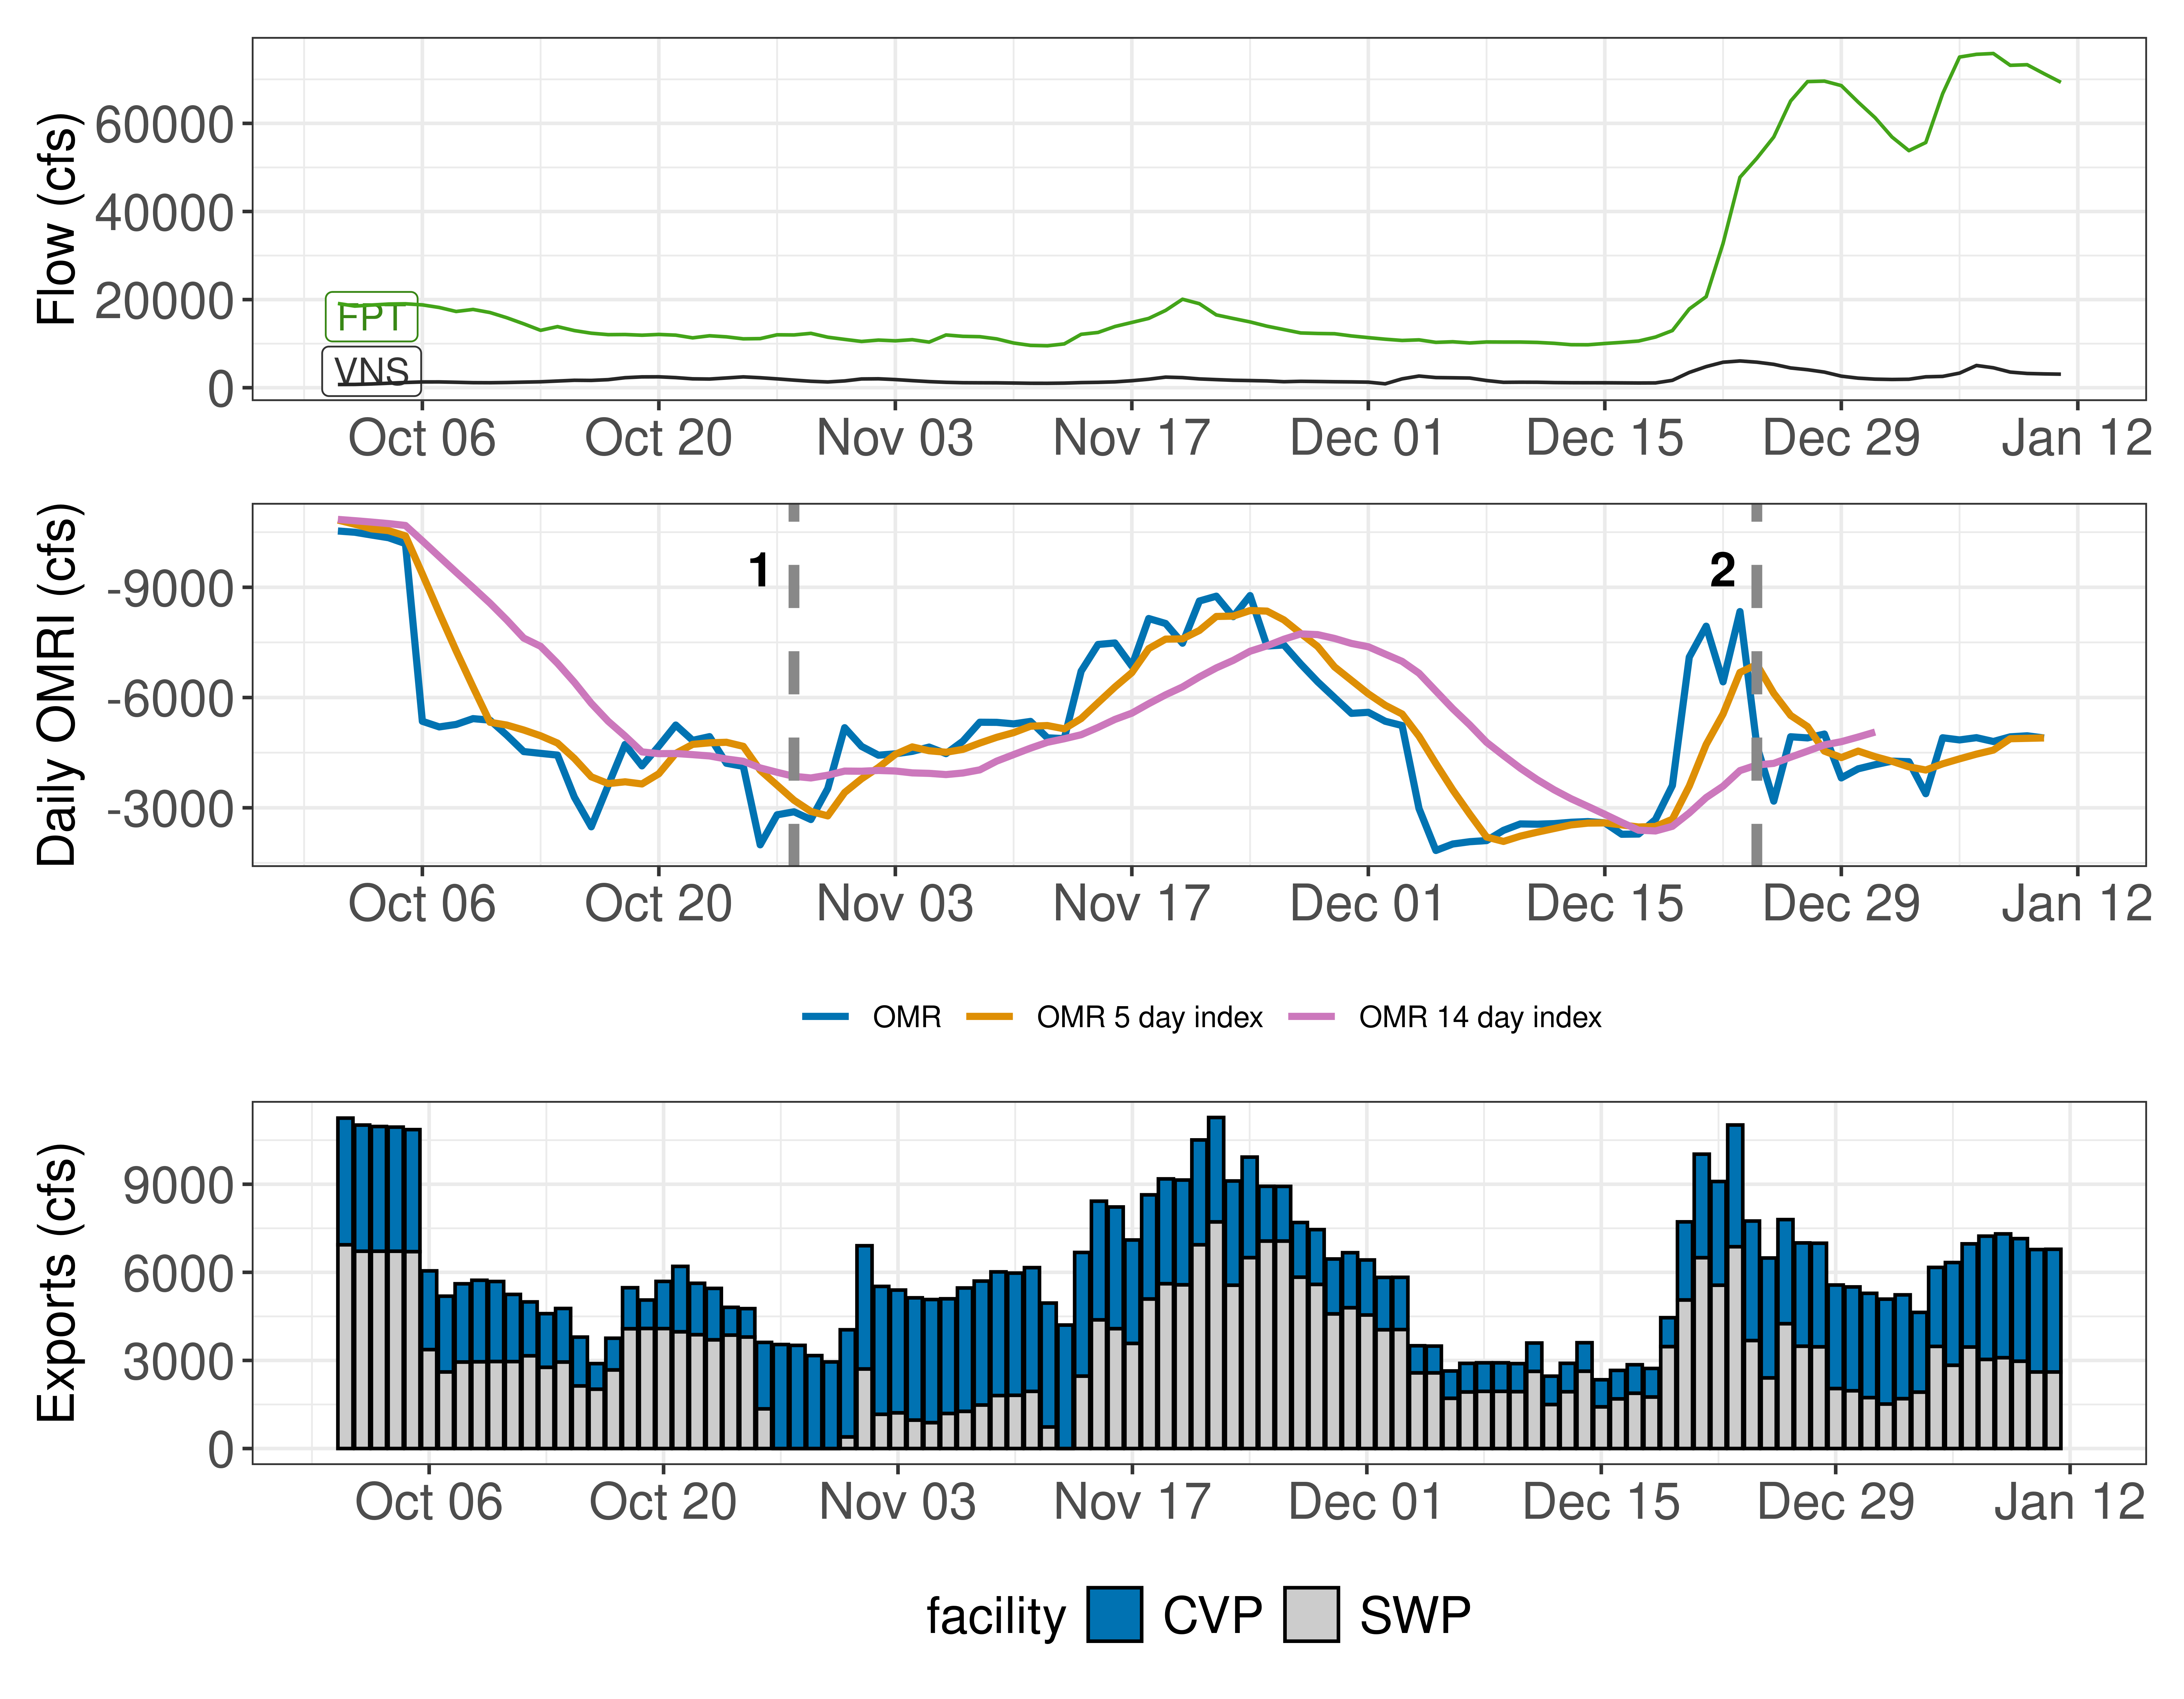 Flow (cfs)
60000
40000
20000
0
FPT
VNS
Oct 06 Oct 20 Nov 03 Nov 17 Dec 01 Dec 15 Dec 29 Jan 12
Daily OMRI (cfs)
-9000
-6000
-3000
1
2
Oct 06 Oct 20 Nov 03 Nov 17 Dec 01 Dec 15 Dec 29 Jan 12
OMR OMR 5 day index OMR 14 day index
Exports (cfs)
9000
6000
3000
0
Oct 06 Oct 20 Nov 03 Nov 17 Dec 01 Dec 15 Dec 29 Jan 12
facility CVP SWP